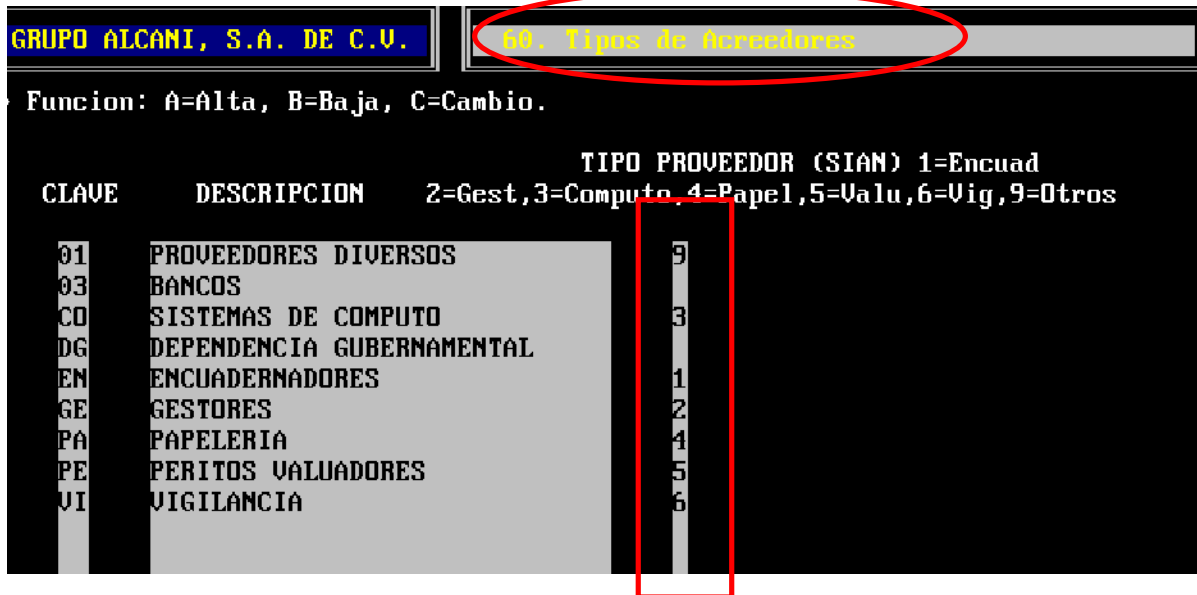 GRUPO ALCANI, S.A. DE C.V. 60. Tipos de Acreedores
Funcion: A=Alta, B=Baja, C=Cambio.
TIPO PROVEEDOR (SIAN) 1=Encuad
CLAVE DESCRIPCION 2=Gest,3=Computo,4=Papel,5=Valu,6=Vig,9=Otros
01 PROVEEDORES DIVERSOS 9
03 BANCOS
CO SISTEMAS DE COMPUTO 3
DG DEPENDENCIA GUBERNAMENTAL
EN ENCUADERNADORES 1
GE GESTORES 2
PA PAPELERIA 4
PE PERITOS VALUADORES 5
VI VIGILANCIA 6